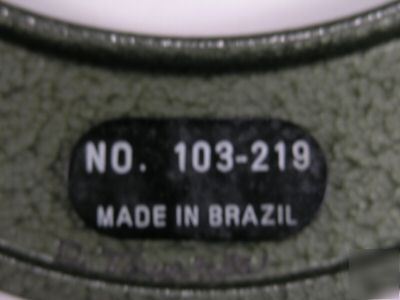 NO. 103-219
MADE IN BRAZIL